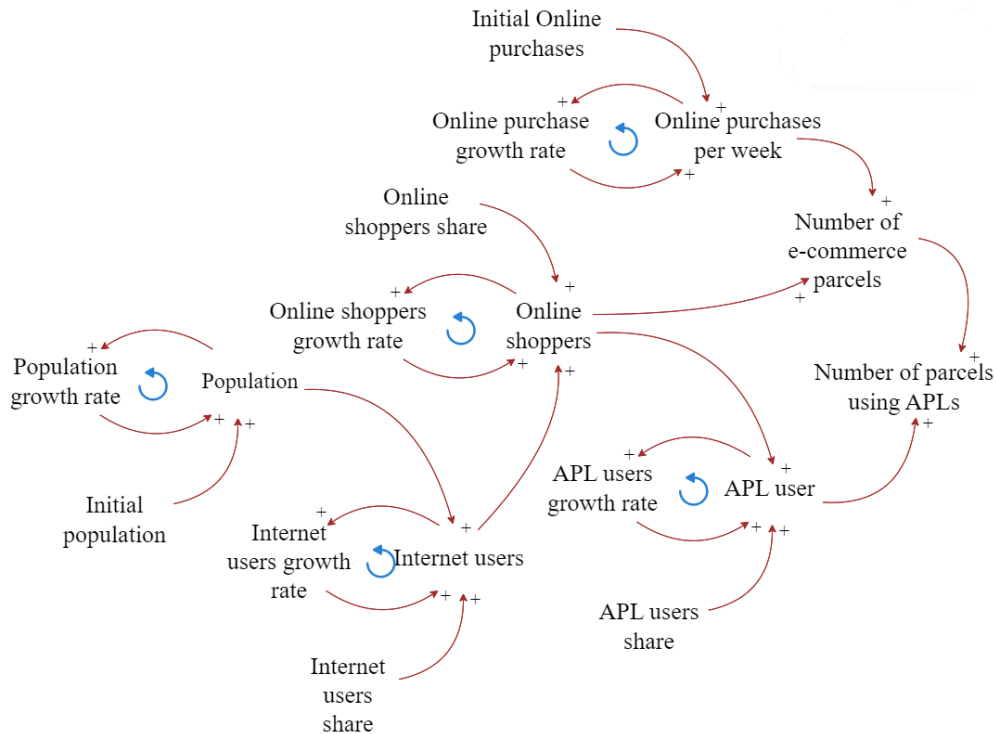 Initial Online
purchases
+
+
Online purchase
growth rate
Online purchases
per week
+
Online
shoppers share
+
Number of
e-commerce
parcels
+
+
+
Online shoppers
growth rate
Online
shoppers
+
+
+
Population
growth rate
Population
+
+
+
Number of parcels
using APLs
+
Initial
population
+
APL users
growth rate
+
APL user
+
+
+
Internet
users growth
rate
+
Internet users
+
+
APL users
share
Internet
users
share